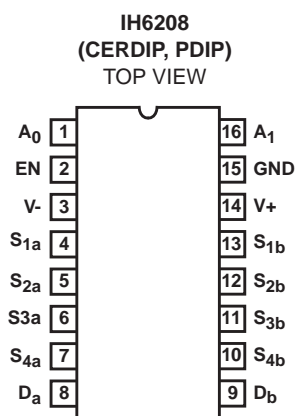 IH6208
(CERDIP, PDIP)
TOP VIEW
A0 1 16 A1
EN 2 15 GND
V- 3 14 V+
S1a 4 13 S1b
S2a 5 12 S2b
S3a 6 11 S3b
S4a 7 10 S4b
Da 8 9 Db